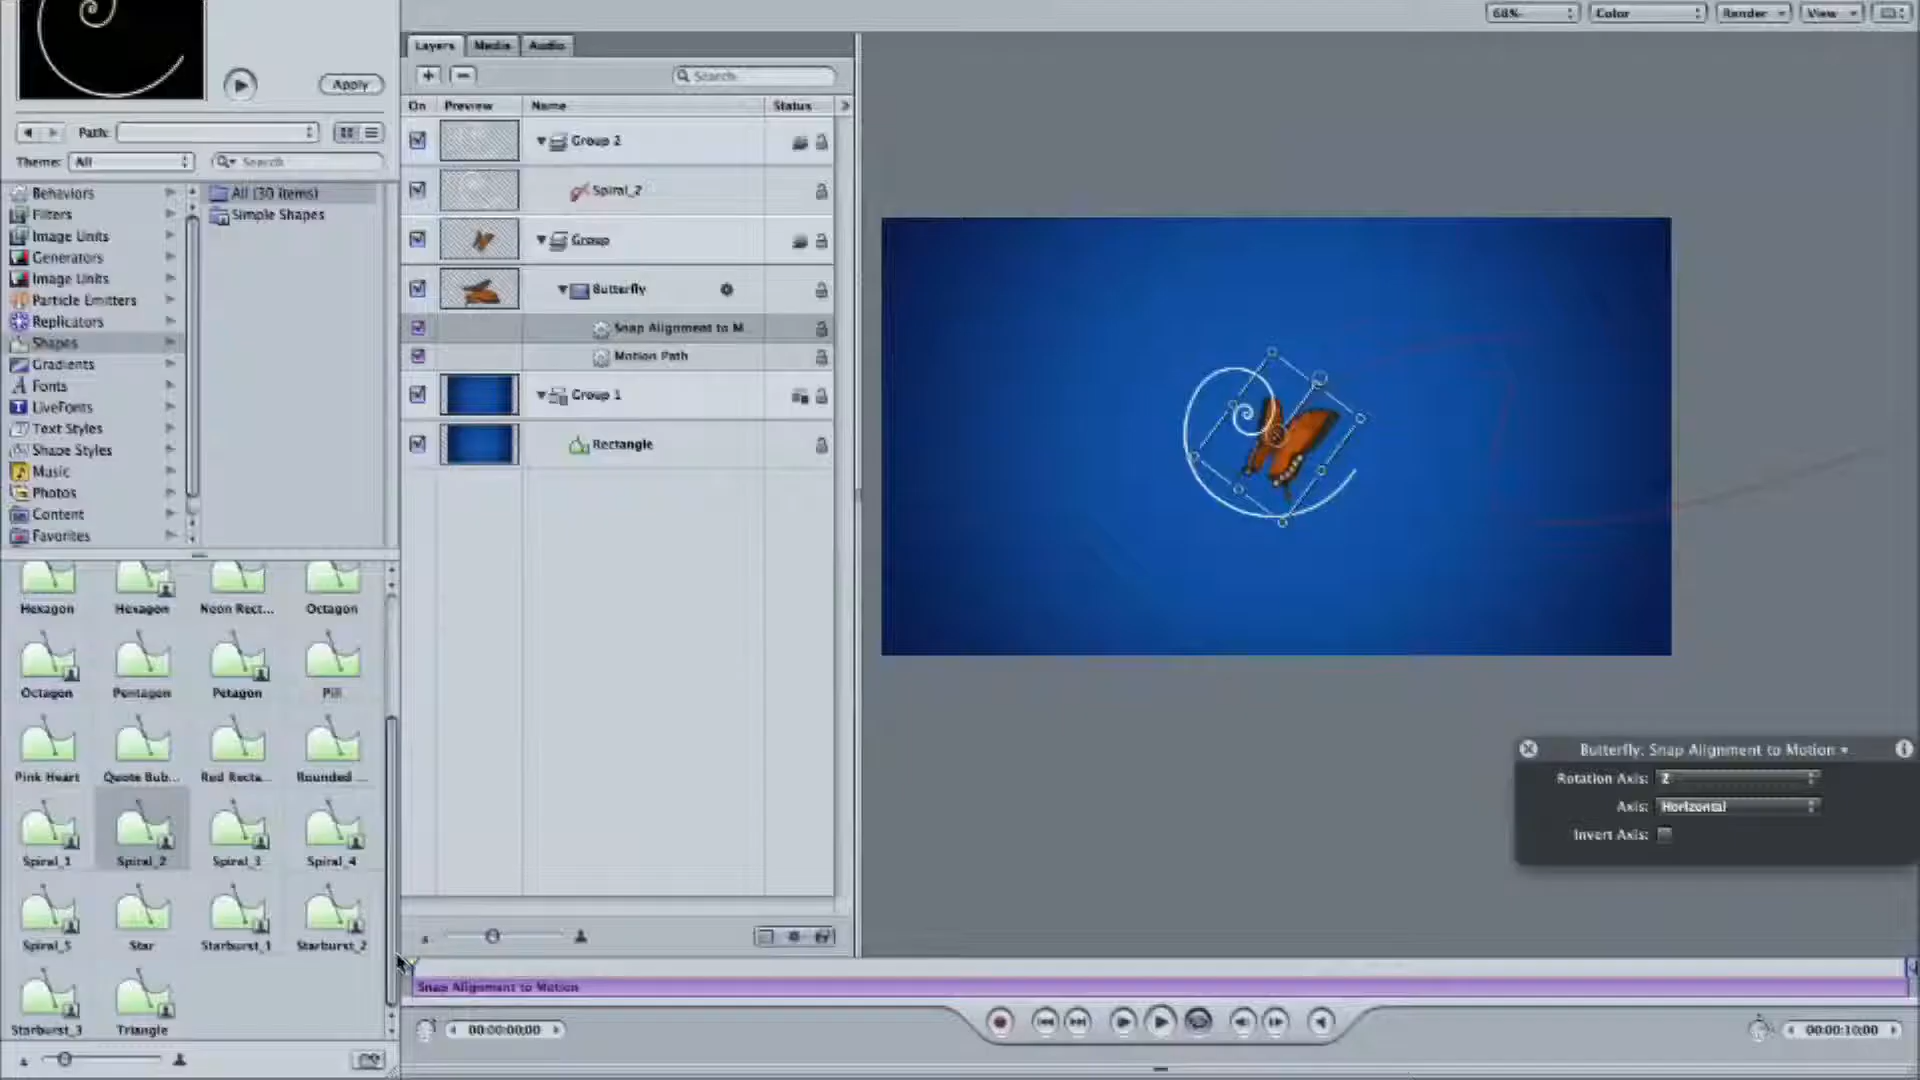 68%
Color
Render
View
Apply
Path:
Theme: All
Search
Behaviors
Filters
Image Units
Generators
Image Units
Particle Emitters
Replicators
Shapes
Gradients
Fonts
LiveFonts
Text Styles
Shape Styles
Music
Photos
Content
Favorites
All (30 items)
Simple Shapes
Hexagon Hexagon Neon Rect... Octagon
Octagon Pentagon Petagon Pill
Pink Heart Quote Bub... Red Recta... Rounded ...
Spiral_1 Spiral_2 Spiral_3 Spiral_4
Spiral_5 Star Starburst_1 Starburst_2
Starburst_3 Triangle
Layers Media Audio
Search
On Preview Name Status
Group 2
Spiral_2
Group
Butterfly
Snap Alignment to M...
Motion Path
Group 1
Rectangle
Butterfly: Snap Alignment to Motion
Rotation Axis: Z
Axis: Horizontal
Invert Axis:
Snap Alignment to Motion
00:00:00;00
00:00:10;00